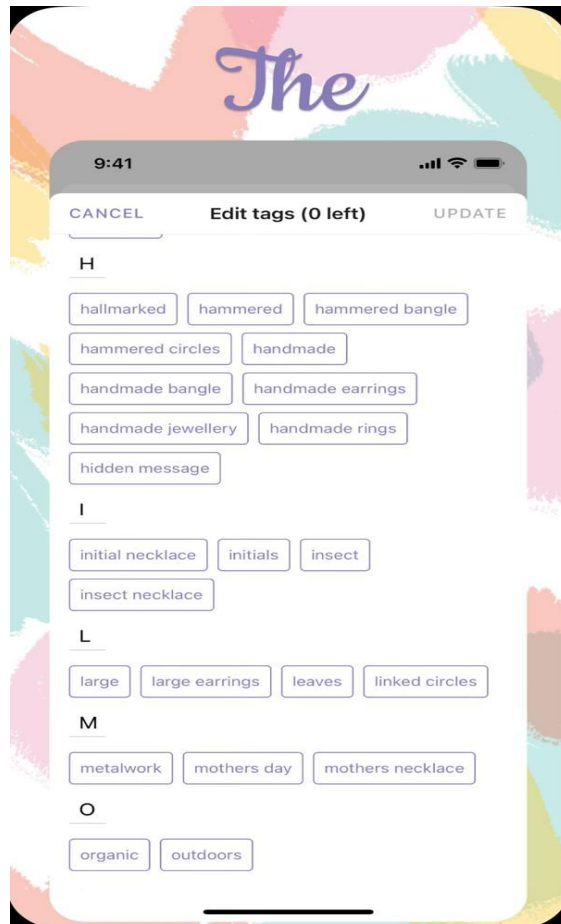 The
9:41
CANCEL Edit tags (0 left) UPDATE
H
hallmarked hammered hammered bangle
hammered circles handmade
handmade bangle handmade earrings
handmade jewellery handmade rings
hidden message
I
initial necklace initials insect
insect necklace
L
large large earrings leaves linked circles
M
metalwork mothers day mothers necklace
O
organic outdoors